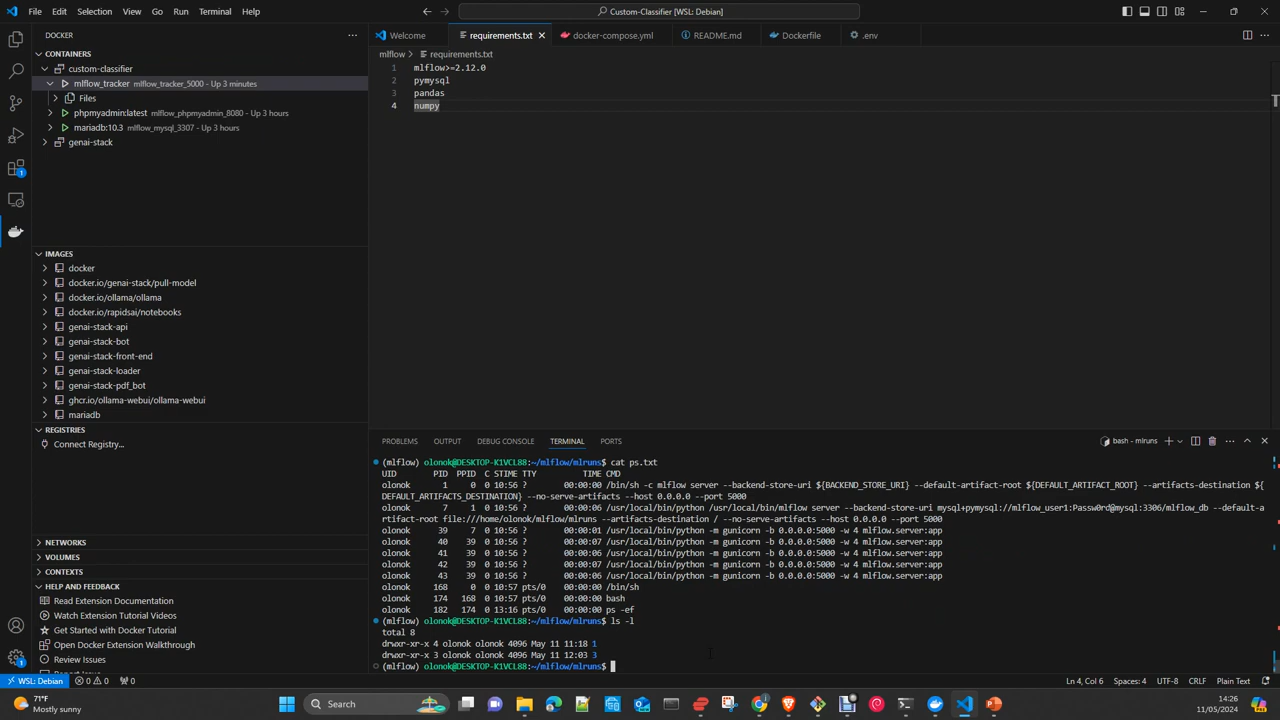 File Edit Selection View Go Run Terminal Help
Custom-Classifier [WSL: Debian]
DOCKER
CONTAINERS
custom-classifier
mlflow_tracker mlflow_tracker_5000 - Up 3 minutes
Files
phpmyadmin:latest mlflow_phpmyadmin_8080 - Up 3 hours
mariadb:10.3 mlflow_mysql_3307 - Up 3 hours
genai-stack
IMAGES
docker
docker.io/genai-stack/pull-model
docker.io/ollama/ollama
docker.io/rapidsai/notebooks
genai-stack-api
genai-stack-bot
genai-stack-front-end
genai-stack-loader
genai-stack-pdf_bot
ghcr.io/ollama-webui/ollama-webui
mariadb
REGISTRIES
Connect Registry...
NETWORKS
VOLUMES
CONTEXTS
HELP AND FEEDBACK
Read Extension Documentation
Watch Extension Tutorial Videos
Get Started with Docker Tutorial
Open Docker Extension Walkthrough
Review Issues
Welcome requirements.txt docker-compose.yml README.md Dockerfile .env
mlflow > requirements.txt
1 mlflow>=2.12.0
2 pymysql
3 pandas
4 numpy
PROBLEMS OUTPUT DEBUG CONSOLE TERMINAL PORTS
bash - mlruns
(mlflow) olonok@DESKTOP-K1VCL88:~/mlflow/mlruns$ cat ps.txt
UID PID PPID C STIME TTY TIME CMD
olonok 1 0 0 10:56 ? 00:00:00 /bin/sh -c mlflow server --backend-store-uri ${BACKEND_STORE_URI} --default-artifact-root ${DEFAULT_ARTIFACT_ROOT} --artifacts-destination ${
DEFAULT_ARTIFACTS_DESTINATION} --no-serve-artifacts --host 0.0.0.0 --port 5000
olonok 7 1 0 10:56 ? 00:00:06 /usr/local/bin/python /usr/local/bin/mlflow server --backend-store-uri mysql+pymysql://mlflow_user1:Passw0rd@mysql:3306/mlflow_db --default-a
rtifact-root file:///home/olonok/mlflow/mlruns --artifacts-destination / --no-serve-artifacts --host 0.0.0.0 --port 5000
olonok 39 7 0 10:56 ? 00:00:01 /usr/local/bin/python -m gunicorn -b 0.0.0.0:5000 -w 4 mlflow.server:app
olonok 40 39 0 10:56 ? 00:00:07 /usr/local/bin/python -m gunicorn -b 0.0.0.0:5000 -w 4 mlflow.server:app
olonok 41 39 0 10:56 ? 00:00:06 /usr/local/bin/python -m gunicorn -b 0.0.0.0:5000 -w 4 mlflow.server:app
olonok 42 39 0 10:56 ? 00:00:07 /usr/local/bin/python -m gunicorn -b 0.0.0.0:5000 -w 4 mlflow.server:app
olonok 43 39 0 10:56 ? 00:00:06 /usr/local/bin/python -m gunicorn -b 0.0.0.0:5000 -w 4 mlflow.server:app
olonok 168 0 0 10:57 pts/0 00:00:00 /bin/sh
olonok 174 168 0 10:57 pts/0 00:00:00 bash
olonok 182 174 0 13:16 pts/0 00:00:00 ps -ef
(mlflow) olonok@DESKTOP-K1VCL88:~/mlflow/mlruns$ ls -l
total 8
drwxr-xr-x 4 olonok olonok 4096 May 11 11:18 1
drwxr-xr-x 3 olonok olonok 4096 May 11 12:03 3
(mlflow) olonok@DESKTOP-K1VCL88:~/mlflow/mlruns$
WSL: Debian 0 0 0 Ln 4, Col 6 Spaces: 4 UTF-8 CRLF Plain Text
71°F
Mostly sunny
Search
14:26
11/05/2024